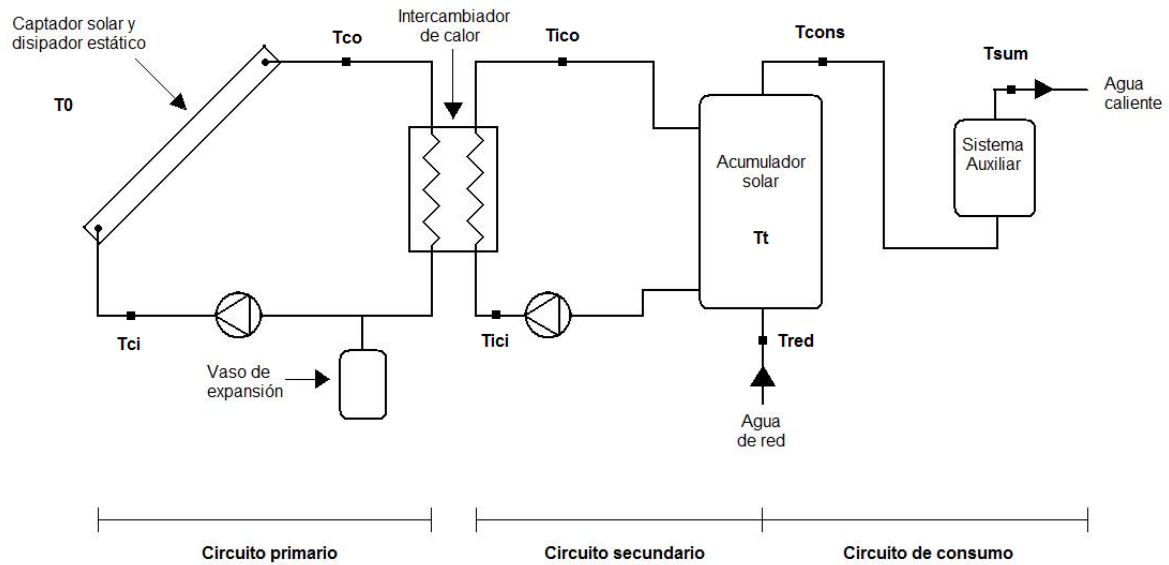 Captador solar y
disipador estático
T0
Tco
Intercambiador
de calor
Tico
Tcons
Tsum
Agua
caliente
Acumulador
solar
Tt
Sistema
Auxiliar
Tci
Vaso de
expansión
Tici
Tred
Agua
de red
Circuito primario
Circuito secundario
Circuito de consumo